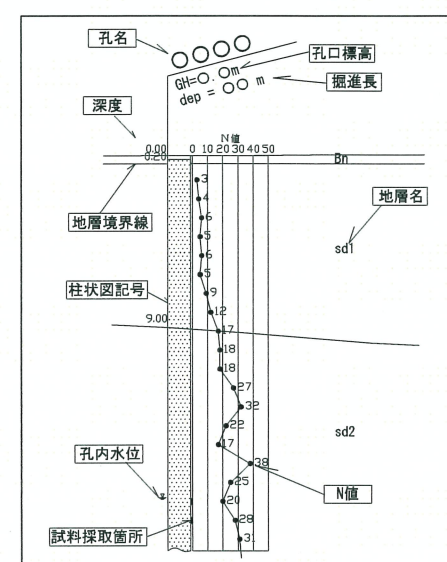 孔名
〇〇〇〇
孔口標高
GH=〇.〇m
掘進長
dep = 〇〇 m
深度
N値
0.00
0 10 20 30 40 50
0.20
Bn
3
地層名
4
地層境界線
6
5
sd1
6
5
柱状図記号
9
12
9.00
17
18
18
27
32
22
sd2
17
孔内水位
38
25
N値
20
試料採取箇所
28
31